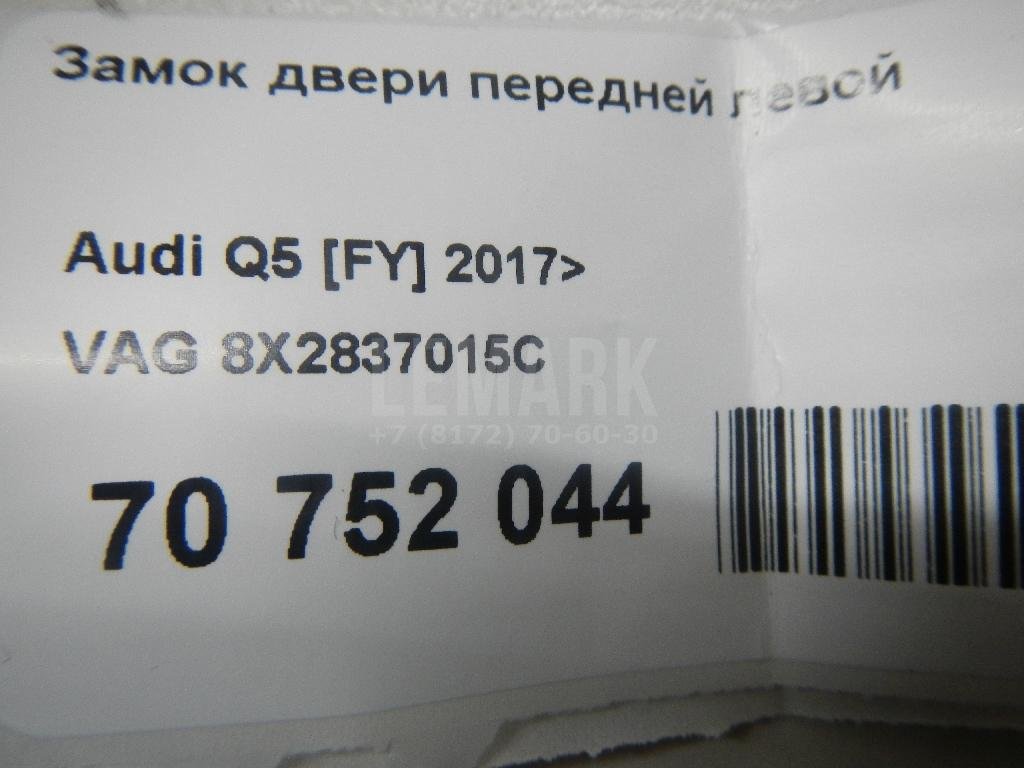 Замок двери передней левой
Audi Q5 [FY] 2017>
VAG 8X2837015C
LEMARK
+7 (8172) 70-60-30
70 752 044